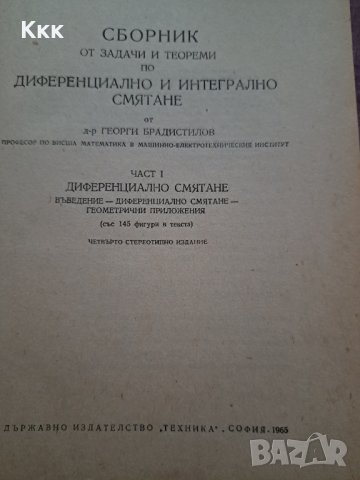 Kкк
СБОРНИК
ОТ ЗАДАЧИ И ТЕОРЕМИ
ПО
ДИФЕРЕНЦИАЛНО И ИНТЕГРАЛНО
СМЯТАНЕ
от
д-р ГЕОРГИ БРАДИСТИЛОВ
ПРОФЕСОР ПО ВИСША МАТЕМАТИКА В МАШИННО-ЕЛЕКТРОТЕХНИЧЕСКИЯ ИНСТИТУТ
ЧАСТ I
ДИФЕРЕНЦИАЛНО СМЯТАНЕ
ВЪВЕДЕНИЕ — ДИФЕРЕНЦИАЛНО СМЯТАНЕ —
ГЕОМЕТРИЧНИ ПРИЛОЖЕНИЯ
(със 145 фигури в текста)
ЧЕТВЪРТО СТЕРЕОТИПНО ИЗДАНИЕ
ДЪРЖАВНО ИЗДАТЕЛСТВО „ТЕХНИКА", СОФИЯ-1965
BAZAR